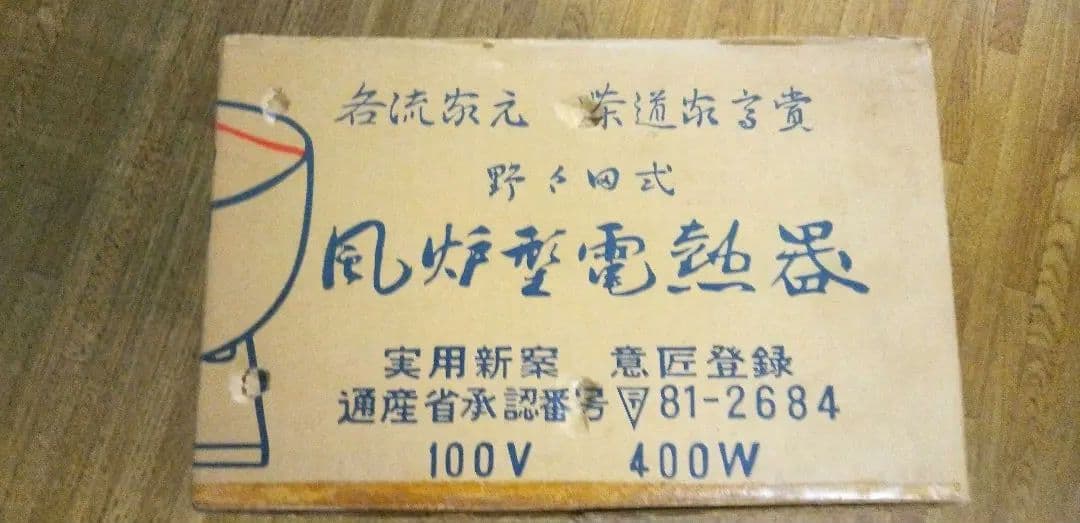 各流家元 茶道家高賞
野々田式
風炉型電熱器
実用新案 意匠登録
通産省承認番号 〒81-2684
100V 400W